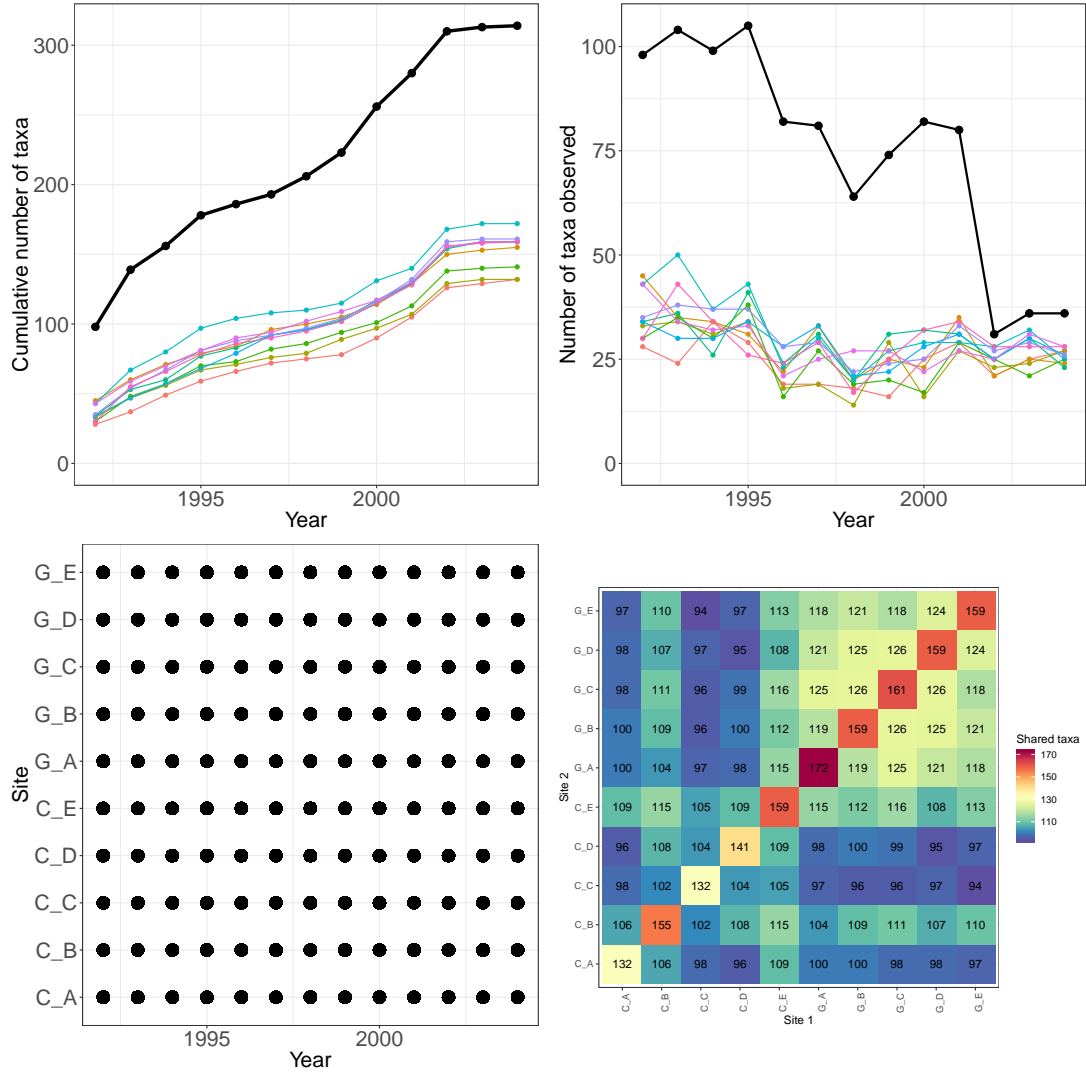 300
200
100
0
Cumulative number of taxa
1995 2000
Year
100
75
50
25
0
Number of taxa observed
1995 2000
Year
G_E
G_D
G_C
G_B
G_A
C_E
C_D
C_C
C_B
C_A
Site
1995 2000
Year
G_E 97 110 94 97 113 118 121 118 124 159
G_D 98 107 97 95 108 121 125 126 159 124
G_C 98 111 96 99 116 125 126 161 126 118
G_B 100 109 96 100 112 119 159 126 125 121
G_A 100 104 97 98 115 172 119 125 121 118
C_E 109 115 105 109 159 115 112 116 108 113
C_D 96 108 104 141 109 98 100 99 95 97
C_C 98 102 132 104 105 97 96 96 97 94
C_B 106 155 102 108 115 104 109 111 107 110
C_A 132 106 98 96 109 100 100 98 98 97
Site 2
C_A C_B C_C C_D C_E G_A G_B G_C G_D G_E
Site 1
Shared taxa
170
150
130
110